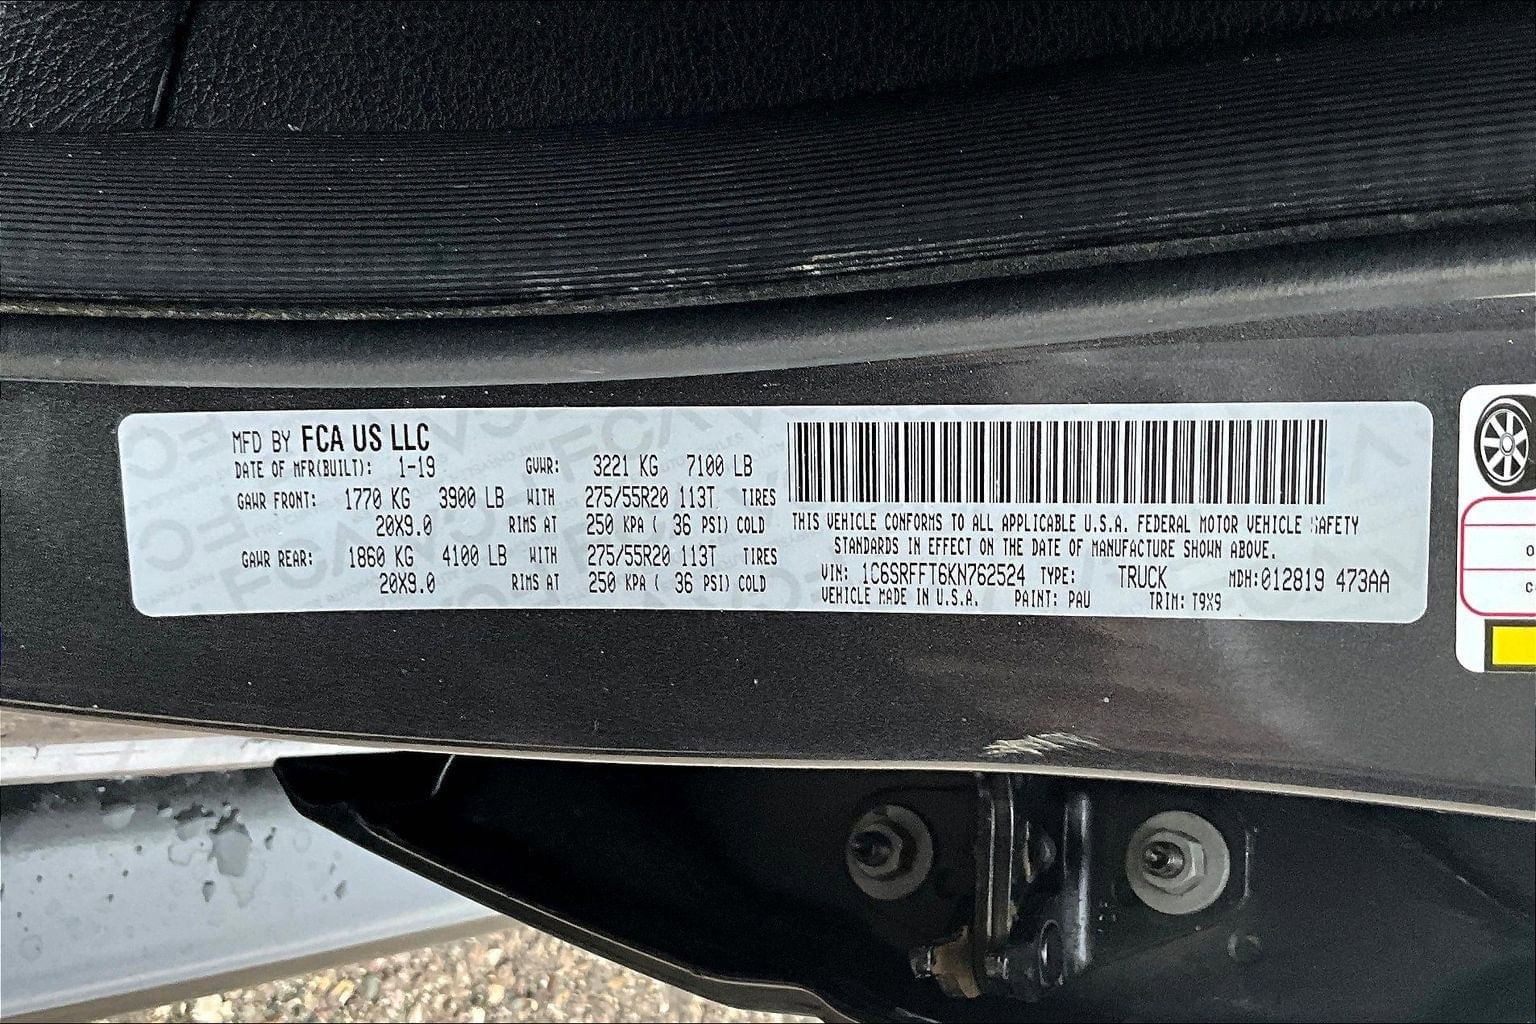 MFD BY FCA US LLC
DATE OF MFR(BUILT): 1-19 GVWR: 3221 KG 7100 LB
GAWR FRONT: 1770 KG 3900 LB WITH 275/55R20 113T TIRES
20X9.0 RIMS AT 250 KPA ( 36 PSI) COLD
GAWR REAR: 1860 KG 4100 LB WITH 275/55R20 113T TIRES
20X9.0 RIMS AT 250 KPA ( 36 PSI) COLD
THIS VEHICLE CONFORMS TO ALL APPLICABLE U.S.A. FEDERAL MOTOR VEHICLE SAFETY
STANDARDS IN EFFECT ON THE DATE OF MANUFACTURE SHOWN ABOVE.
VIN: 1C6SRFFT6KN762524 TYPE: TRUCK MDH:012819 473AA
VEHICLE MADE IN U.S.A. PAINT: PAU TRIM: T9X9